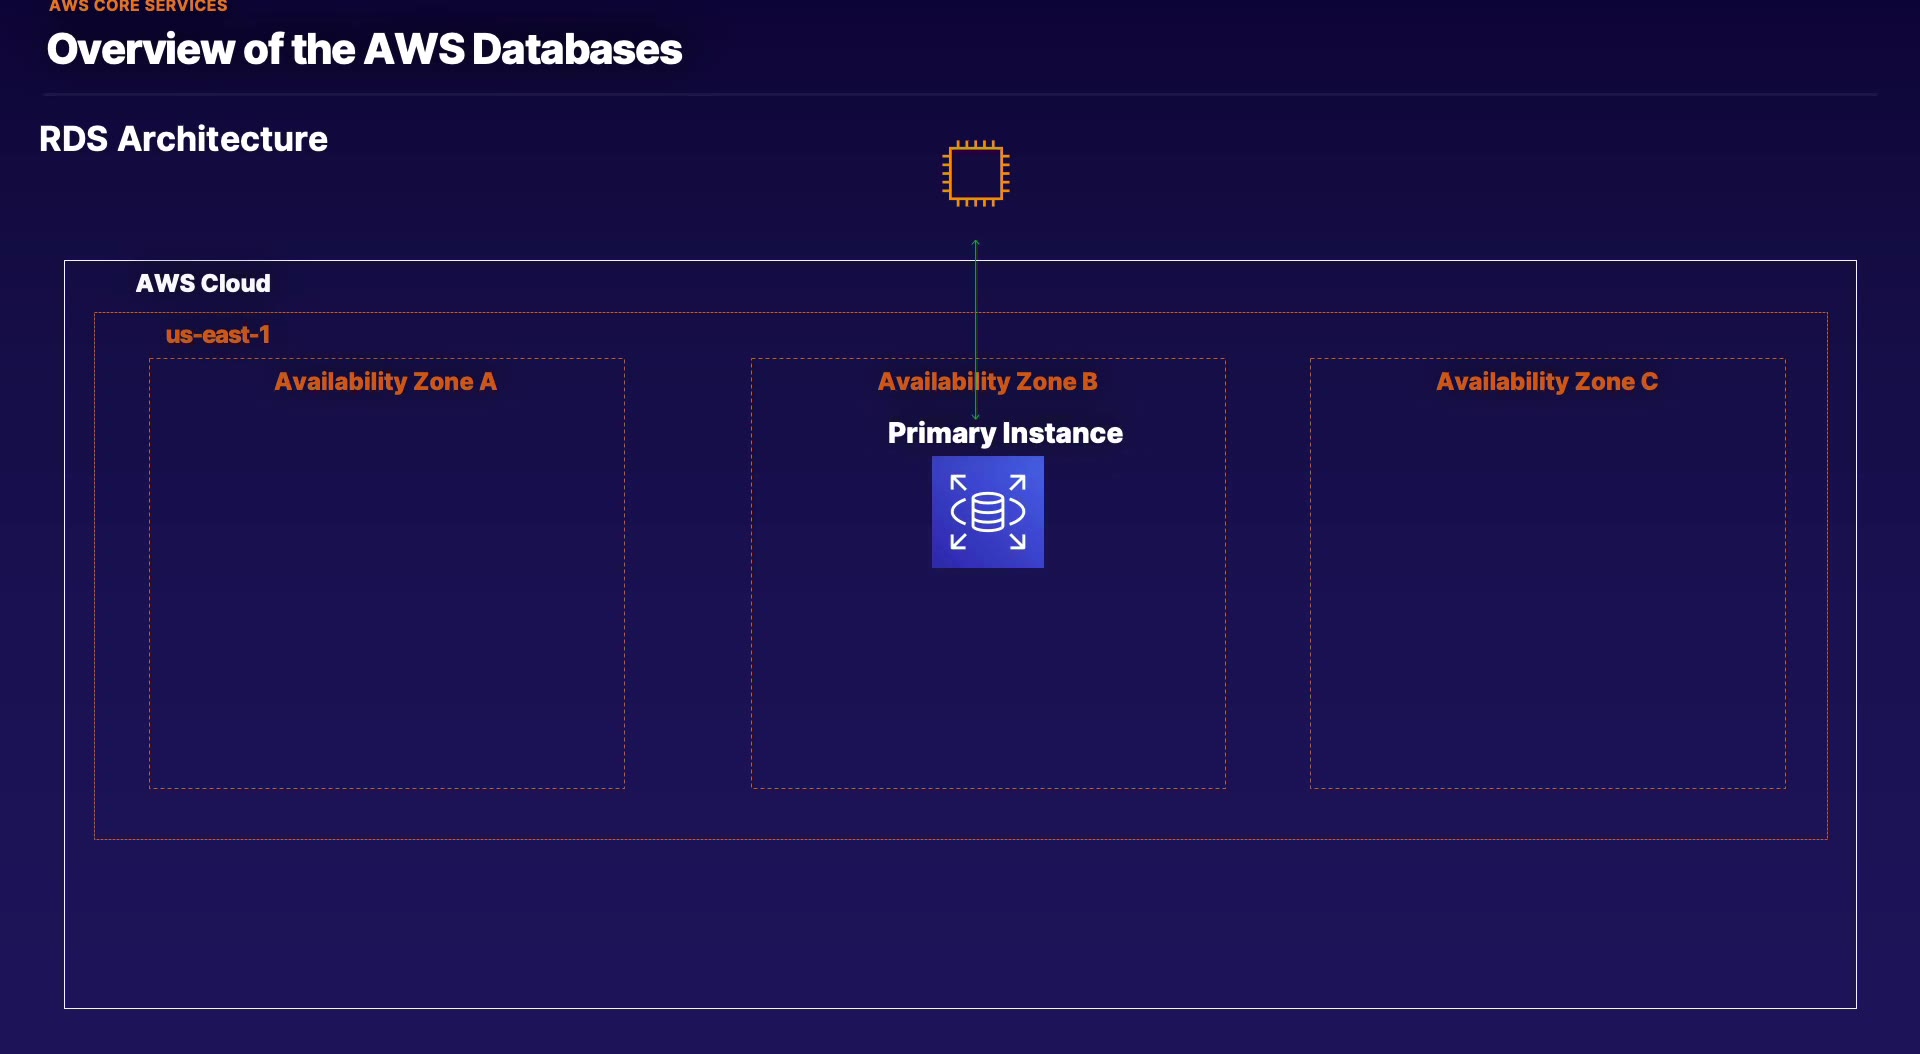 AWS CORE SERVICES
Overview of the AWS Databases
RDS Architecture
AWS Cloud
us-east-1
Availability Zone A
Availability Zone B
Availability Zone C
Primary Instance